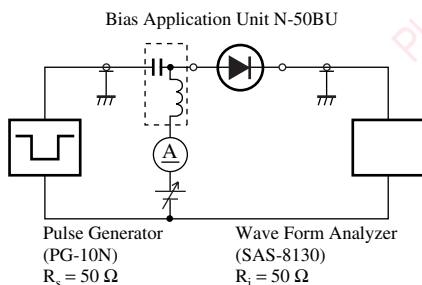 Bias Application Unit N-50BU
A
Pulse Generator
(PG-10N)
Rs = 50 Ω
Wave Form Analyzer
(SAS-8130)
Ri = 50 Ω